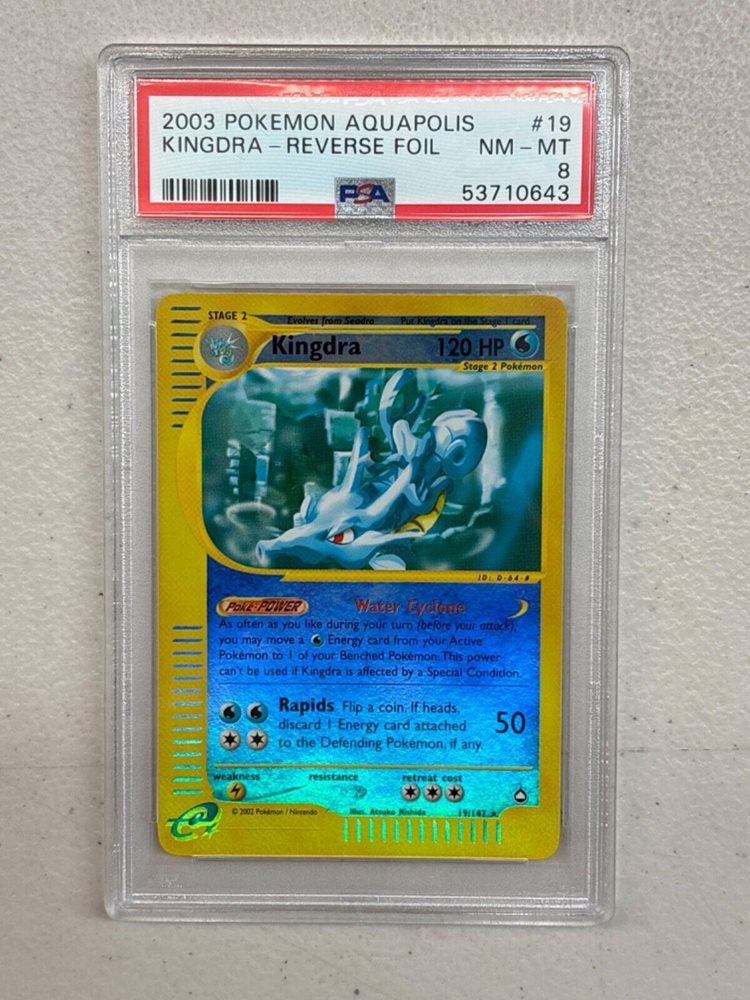 2003 POKEMON AQUAPOLIS #19
KINGDRA - REVERSE FOIL NM - MT
8
PSA 53710643
STAGE 2 Evolves from Seadra Put Kingdra on the Stage 1 card
Kingdra 120 HP
Stage 2 Pokémon
ID: D-64-#
Poké-POWER Water Cyclone
As often as you like during your turn (before your attack),
you may move a Energy card from your Active
Pokémon to 1 of your Benched Pokémon. This power
can't be used if Kingdra is affected by a Special Condition.
Rapids Flip a coin. If heads,
discard 1 Energy card attached
to the Defending Pokémon, if any.
50
weakness resistance retreat cost
© 2002 Pokémon / Nintendo Illus. Atsuko Nishida 19/147 ★
e